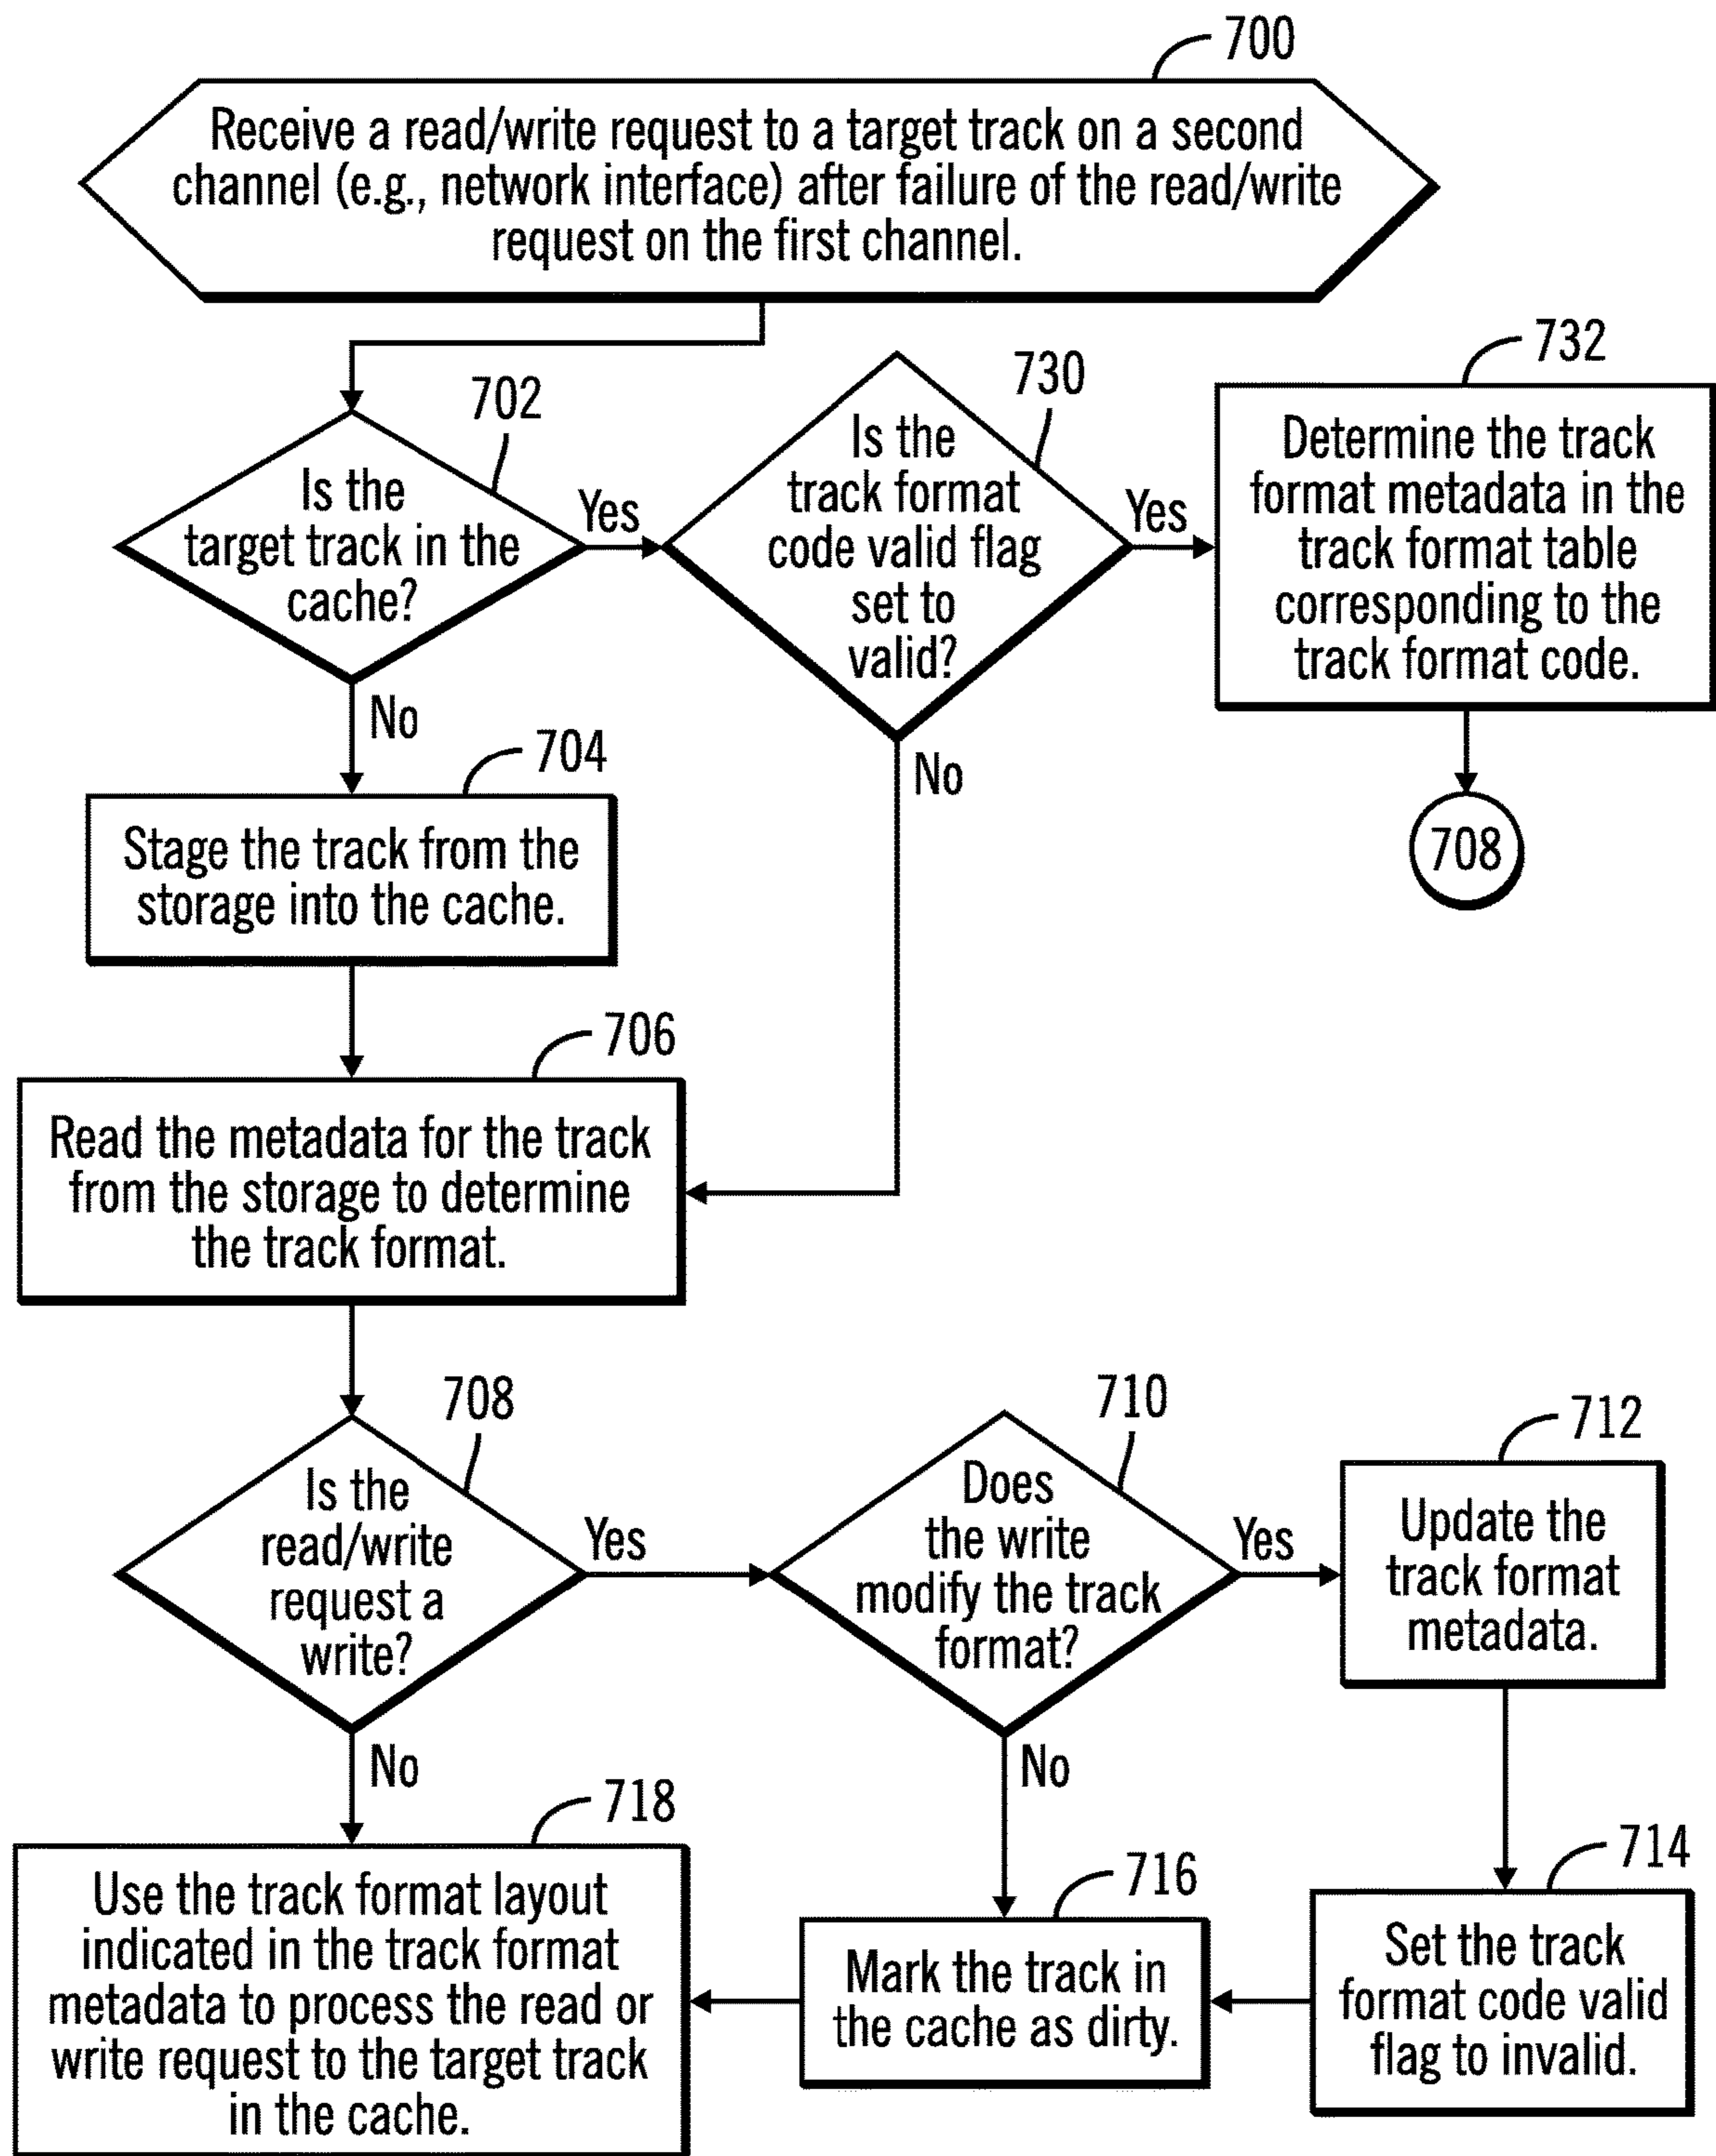 700
Receive a read/write request to a target track on a second
channel (e.g., network interface) after failure of the read/write
request on the first channel.
702
Is the
target track in the
cache?
Yes
No
730
Is the
track format
code valid flag
set to
valid?
Yes
No
732
Determine the track
format metadata in the
track format table
corresponding to the
track format code.
708
704
Stage the track from the
storage into the cache.
706
Read the metadata for the track
from the storage to determine
the track format.
708
Is the
read/write
request a
write?
Yes
No
710
Does
the write
modify the track
format?
Yes
No
712
Update the
track format
metadata.
714
Set the track
format code valid
flag to invalid.
716
Mark the track in
the cache as dirty.
718
Use the track format layout
indicated in the track format
metadata to process the read or
write request to the target track
in the cache.